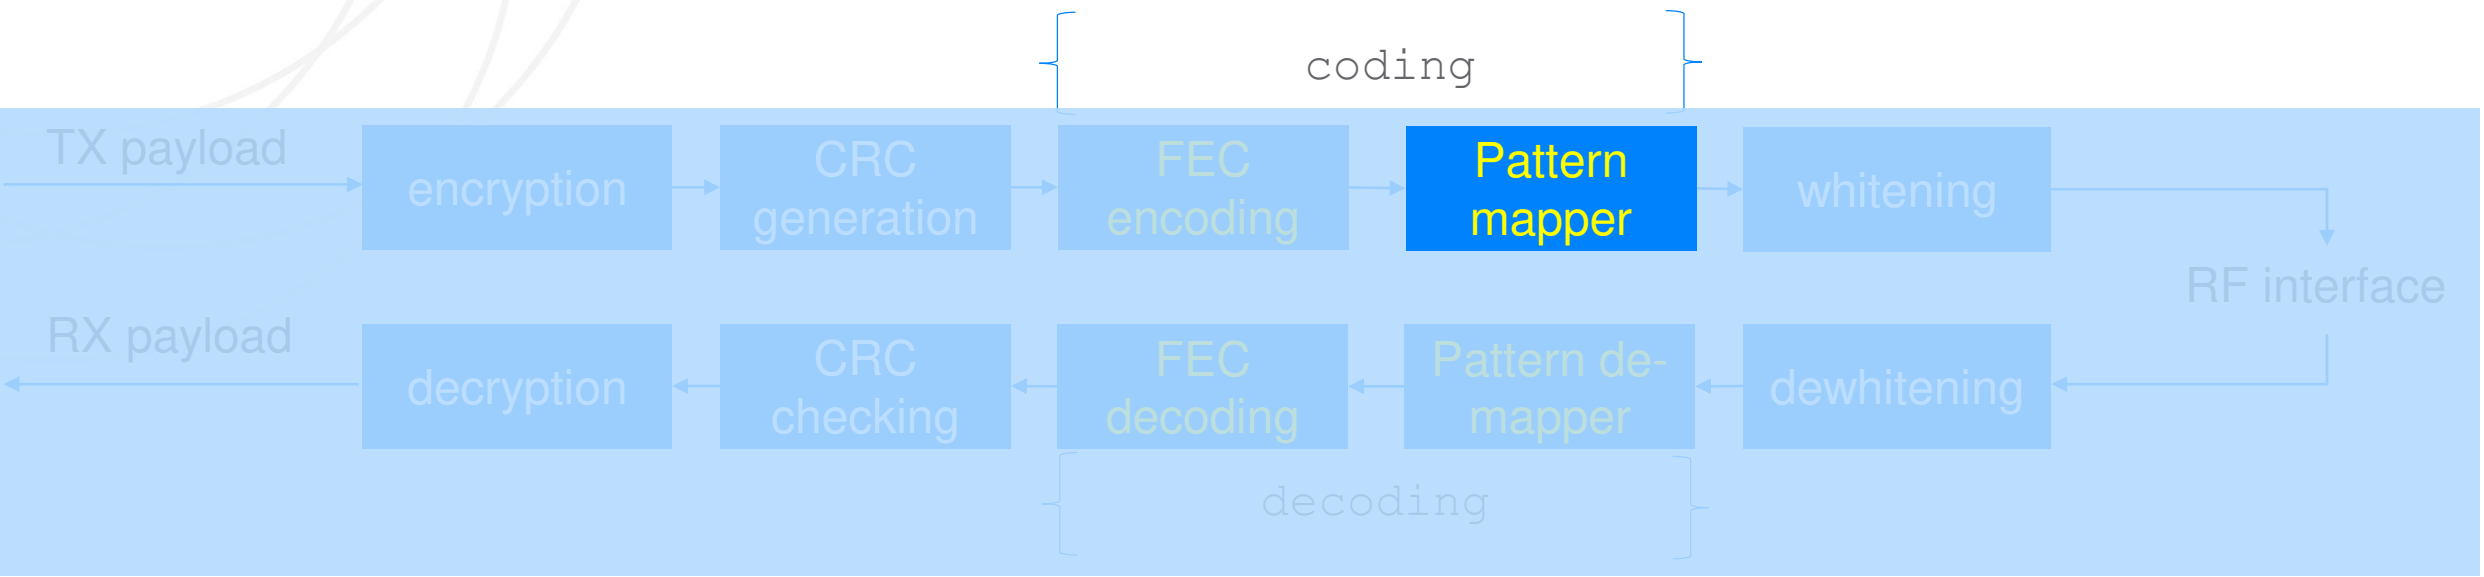 coding
TX payload
encryption
CRC
generation
FEC
encoding
Pattern
mapper
whitening
RF interface
RX payload
decryption
CRC
checking
FEC
decoding
Pattern de-
mapper
dewhitening
decoding